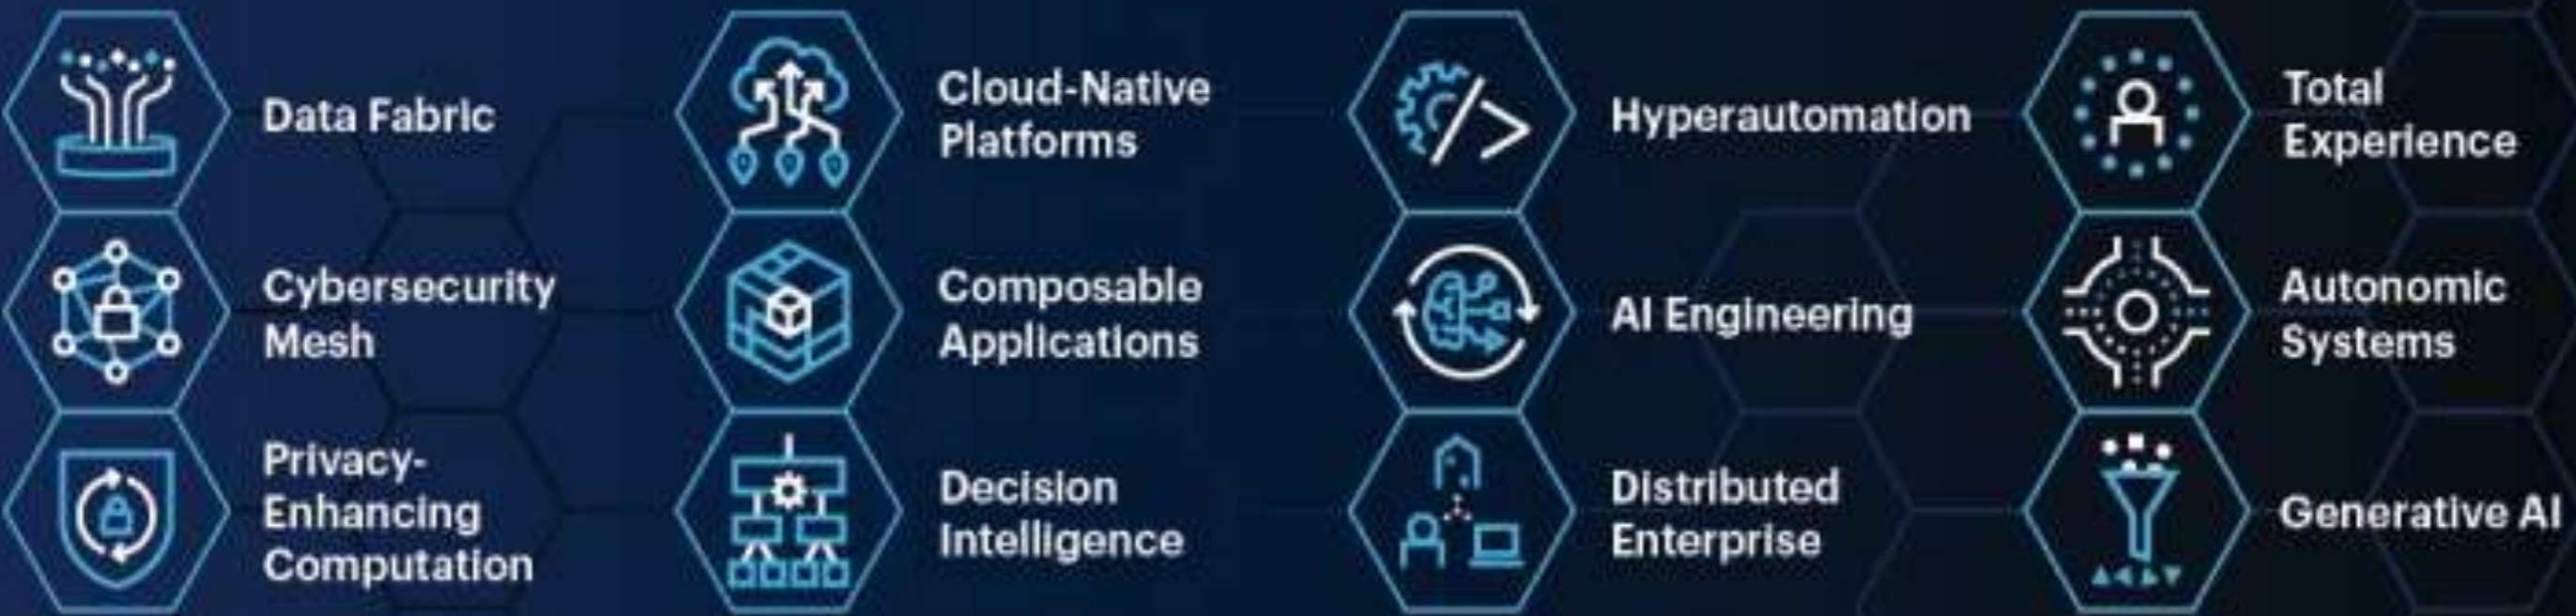 Data Fabric
Cloud-Native
Platforms
Hyperautomation
Total
Experience
Cybersecurity
Mesh
Composable
Applications
AI Engineering
Autonomic
Systems
Privacy-
Enhancing
Computation
Decision
Intelligence
Distributed
Enterprise
Generative AI